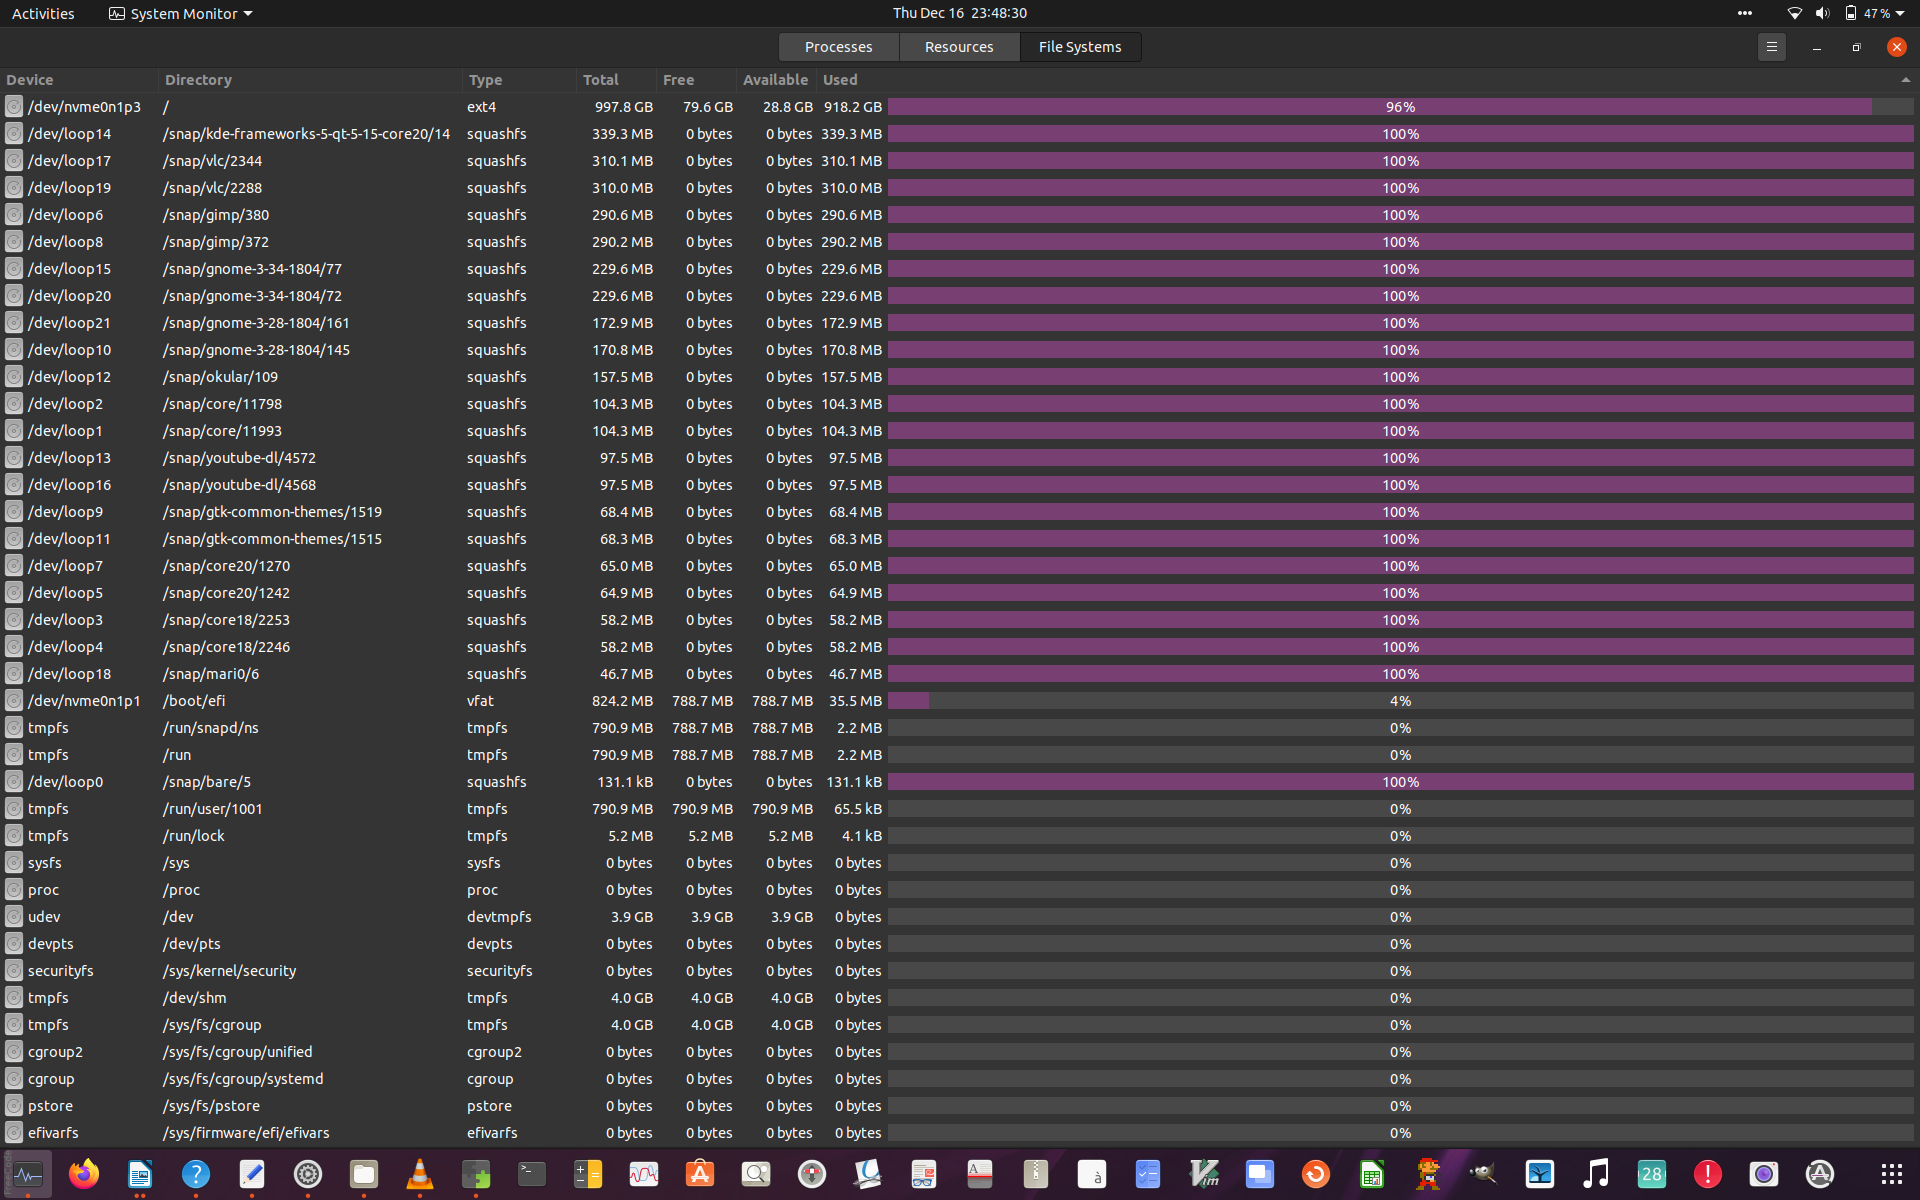 Activities System Monitor Thu Dec 16 23:48:30 47 %
Processes Resources File Systems
Device Directory Type Total Free Available Used
/dev/nvme0n1p3 / ext4 997.8 GB 79.6 GB 28.8 GB 918.2 GB 96%
/dev/loop14 /snap/kde-frameworks-5-qt-5-15-core20/14 squashfs 339.3 MB 0 bytes 0 bytes 339.3 MB 100%
/dev/loop17 /snap/vlc/2344 squashfs 310.1 MB 0 bytes 0 bytes 310.1 MB 100%
/dev/loop19 /snap/vlc/2288 squashfs 310.0 MB 0 bytes 0 bytes 310.0 MB 100%
/dev/loop6 /snap/gimp/380 squashfs 290.6 MB 0 bytes 0 bytes 290.6 MB 100%
/dev/loop8 /snap/gimp/372 squashfs 290.2 MB 0 bytes 0 bytes 290.2 MB 100%
/dev/loop15 /snap/gnome-3-34-1804/77 squashfs 229.6 MB 0 bytes 0 bytes 229.6 MB 100%
/dev/loop20 /snap/gnome-3-34-1804/72 squashfs 229.6 MB 0 bytes 0 bytes 229.6 MB 100%
/dev/loop21 /snap/gnome-3-28-1804/161 squashfs 172.9 MB 0 bytes 0 bytes 172.9 MB 100%
/dev/loop10 /snap/gnome-3-28-1804/145 squashfs 170.8 MB 0 bytes 0 bytes 170.8 MB 100%
/dev/loop12 /snap/okular/109 squashfs 157.5 MB 0 bytes 0 bytes 157.5 MB 100%
/dev/loop2 /snap/core/11798 squashfs 104.3 MB 0 bytes 0 bytes 104.3 MB 100%
/dev/loop1 /snap/core/11993 squashfs 104.3 MB 0 bytes 0 bytes 104.3 MB 100%
/dev/loop13 /snap/youtube-dl/4572 squashfs 97.5 MB 0 bytes 0 bytes 97.5 MB 100%
/dev/loop16 /snap/youtube-dl/4568 squashfs 97.5 MB 0 bytes 0 bytes 97.5 MB 100%
/dev/loop9 /snap/gtk-common-themes/1519 squashfs 68.4 MB 0 bytes 0 bytes 68.4 MB 100%
/dev/loop11 /snap/gtk-common-themes/1515 squashfs 68.3 MB 0 bytes 0 bytes 68.3 MB 100%
/dev/loop7 /snap/core20/1270 squashfs 65.0 MB 0 bytes 0 bytes 65.0 MB 100%
/dev/loop5 /snap/core20/1242 squashfs 64.9 MB 0 bytes 0 bytes 64.9 MB 100%
/dev/loop3 /snap/core18/2253 squashfs 58.2 MB 0 bytes 0 bytes 58.2 MB 100%
/dev/loop4 /snap/core18/2246 squashfs 58.2 MB 0 bytes 0 bytes 58.2 MB 100%
/dev/loop18 /snap/mari0/6 squashfs 46.7 MB 0 bytes 0 bytes 46.7 MB 100%
/dev/nvme0n1p1 /boot/efi vfat 824.2 MB 788.7 MB 788.7 MB 35.5 MB 4%
tmpfs /run/snapd/ns tmpfs 790.9 MB 788.7 MB 788.7 MB 2.2 MB 0%
tmpfs /run tmpfs 790.9 MB 788.7 MB 788.7 MB 2.2 MB 0%
/dev/loop0 /snap/bare/5 squashfs 131.1 kB 0 bytes 0 bytes 131.1 kB 100%
tmpfs /run/user/1001 tmpfs 790.9 MB 790.9 MB 790.9 MB 65.5 kB 0%
tmpfs /run/lock tmpfs 5.2 MB 5.2 MB 5.2 MB 4.1 kB 0%
sysfs /sys sysfs 0 bytes 0 bytes 0 bytes 0 bytes 0%
proc /proc proc 0 bytes 0 bytes 0 bytes 0 bytes 0%
udev /dev devtmpfs 3.9 GB 3.9 GB 3.9 GB 0 bytes 0%
devpts /dev/pts devpts 0 bytes 0 bytes 0 bytes 0 bytes 0%
securityfs /sys/kernel/security securityfs 0 bytes 0 bytes 0 bytes 0 bytes 0%
tmpfs /dev/shm tmpfs 4.0 GB 4.0 GB 4.0 GB 0 bytes 0%
tmpfs /sys/fs/cgroup tmpfs 4.0 GB 4.0 GB 4.0 GB 0 bytes 0%
cgroup2 /sys/fs/cgroup/unified cgroup2 0 bytes 0 bytes 0 bytes 0 bytes 0%
cgroup /sys/fs/cgroup/systemd cgroup 0 bytes 0 bytes 0 bytes 0 bytes 0%
pstore /sys/fs/pstore pstore 0 bytes 0 bytes 0 bytes 0 bytes 0%
efivarfs /sys/firmware/efi/efivars efivarfs 0 bytes 0 bytes 0 bytes 0 bytes 0%
A à Vim 28